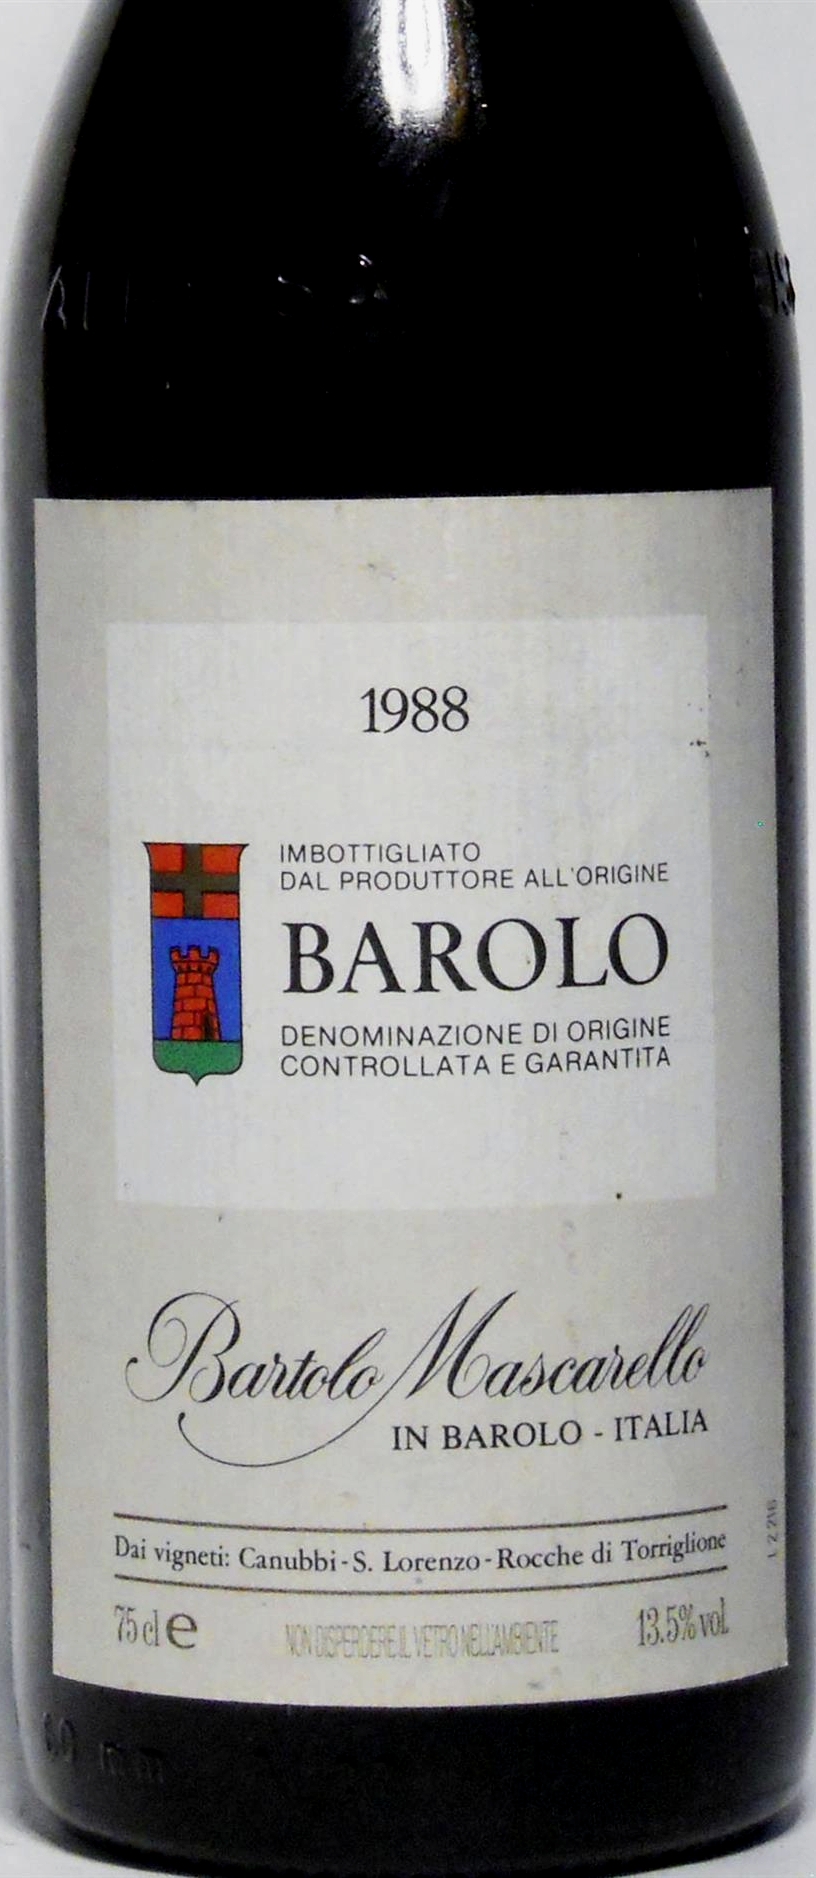 1988
IMBOTTIGLIATO
DAL PRODUTTORE ALL'ORIGINE
BAROLO
DENOMINAZIONE DI ORIGINE
CONTROLLATA E GARANTITA
Bartolo Mascarello
IN BAROLO - ITALIA
Dai vigneti: Canubbi - S. Lorenzo - Rocche di Torriglione
75 cl e NON DISPERDERE IL VETRO NELL'AMBIENTE 13.5% vol.